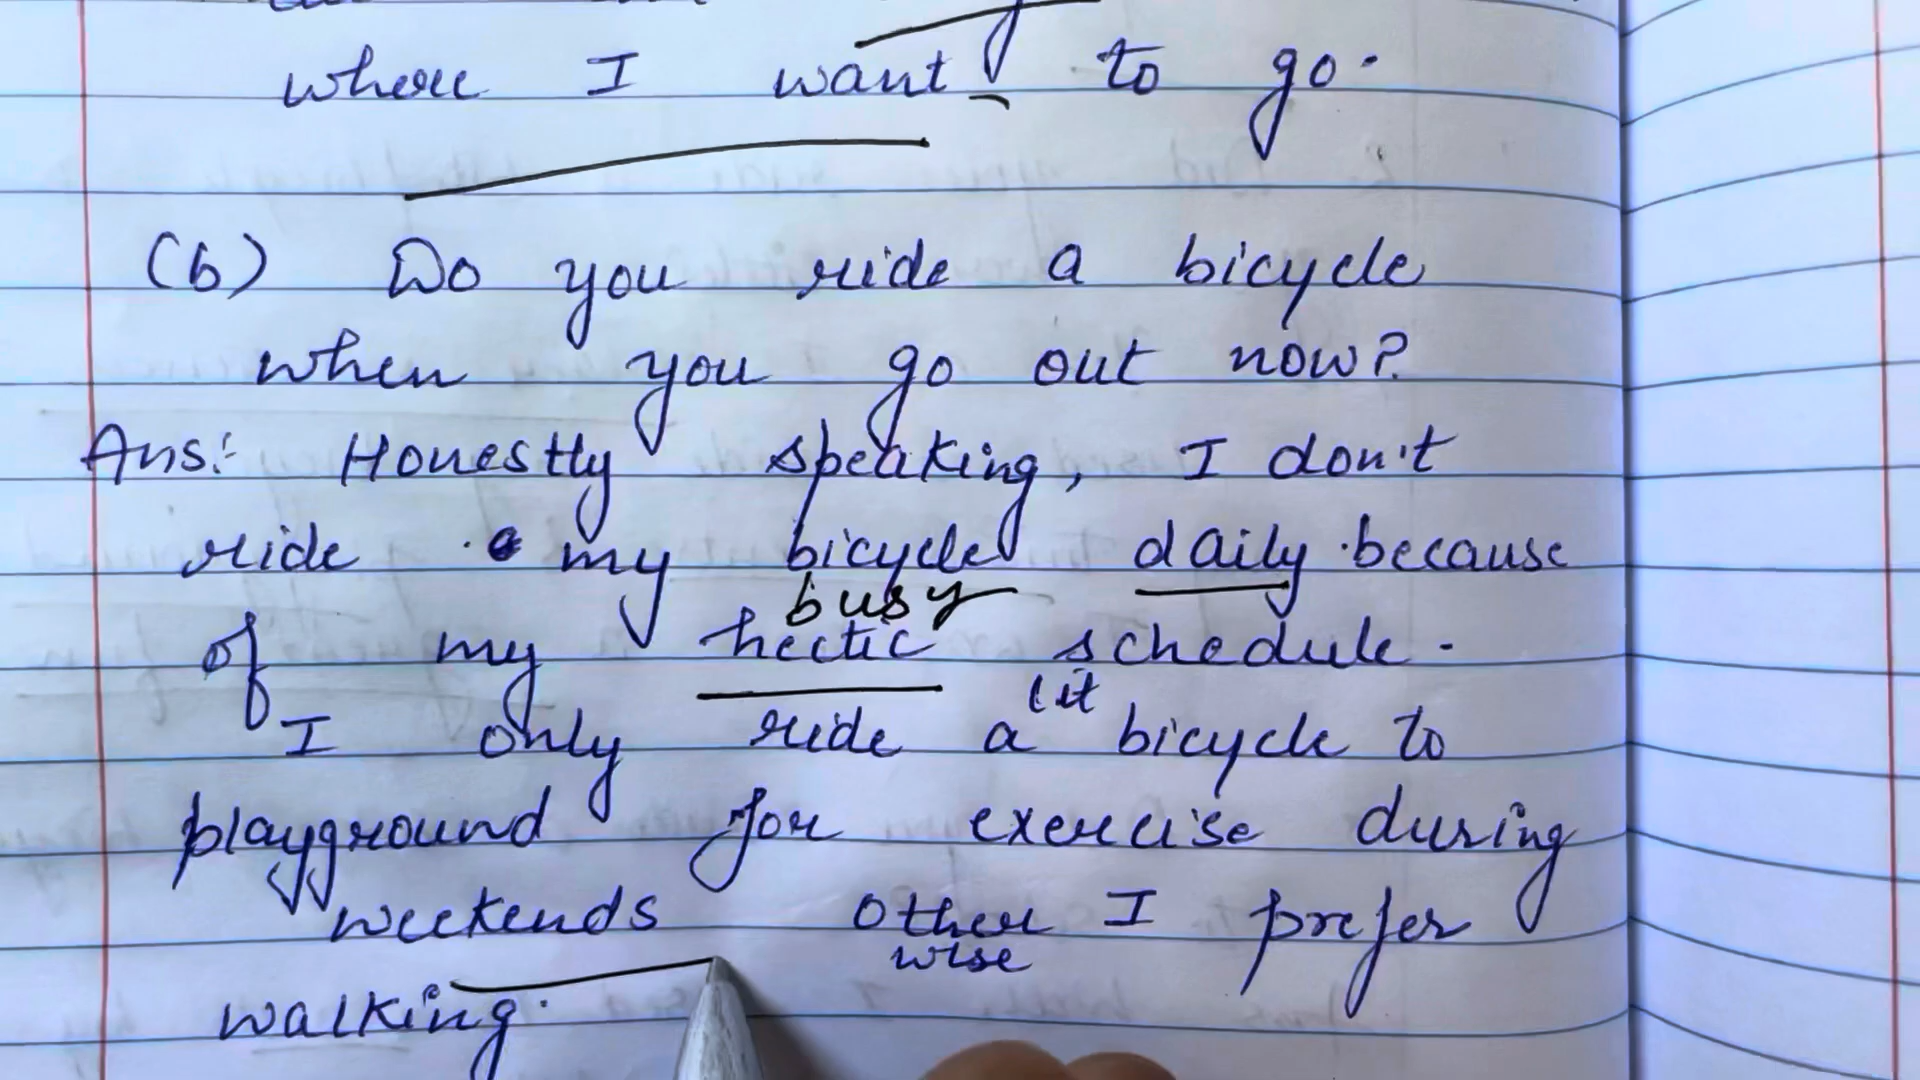 where I want to go.
(b) Do you ride a bicycle
when you go out now?
Ans:- Honestly speaking, I don't
ride my bicycle daily because
busy
of my hectic schedule.
lit
I only ride a bicycle to
playground for exercise during
weekends other I prefer
wise
walking.